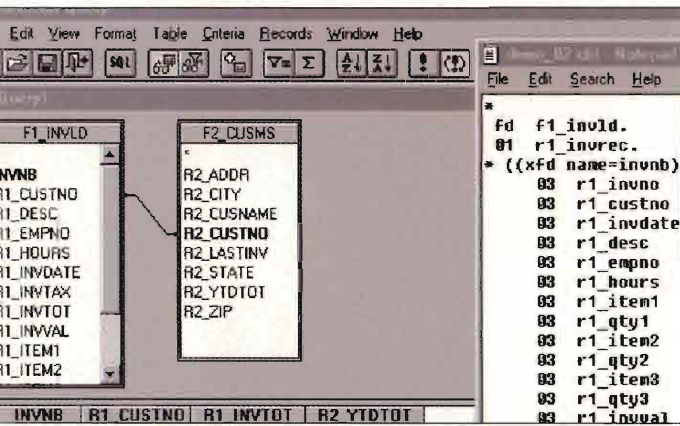 Edit View Format Table Criteria Records Window Help
SQL
F1_INVLD
INVNB
R1_CUSTNO
R1_DESC
R1_EMPNO
R1_HOURS
R1_INVDATE
R1_INVTAX
R1_INVTOT
R1_INVVAL
R1_ITEM1
R1_ITEM2
F2_CUSMS
*
R2_ADDR
R2_CITY
R2_CUSNAME
R2_CUSTNO
R2_LASTINV
R2_STATE
R2_YTDTOT
R2_ZIP
INVNB R1_CUSTNO R1_INVTOT R2_YTDTOT
File Edit Search Help
*
Fd f1_invld.
01 r1_invrec.
* ((xfd name=invnb)
03 r1_invno
03 r1_custno
03 r1_invdate
03 r1_desc
03 r1_empno
03 r1_hours
03 r1_item1
03 r1_qty1
03 r1_item2
03 r1_qty2
03 r1_item3
03 r1_qty3
03 r1_invval